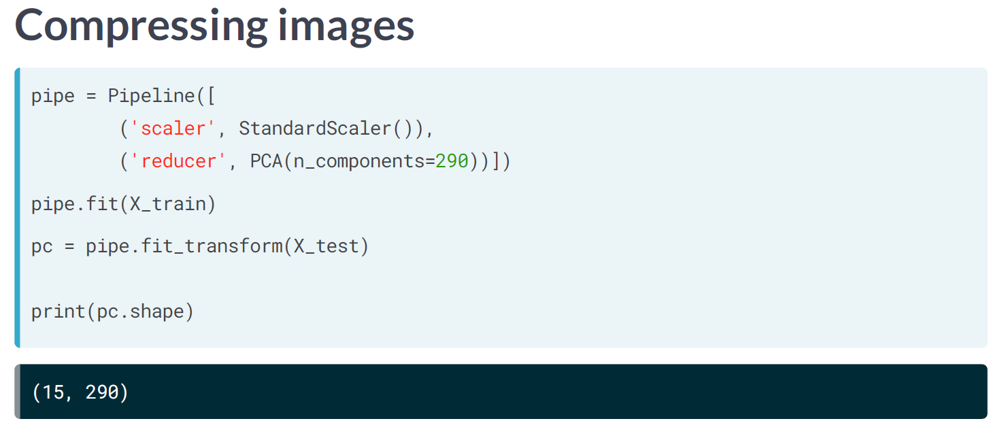 Compressing images
pipe = Pipeline([
        ('scaler', StandardScaler()),
        ('reducer', PCA(n_components=290))])
pipe.fit(X_train)
pc = pipe.fit_transform(X_test)
print(pc.shape)
(15, 290)